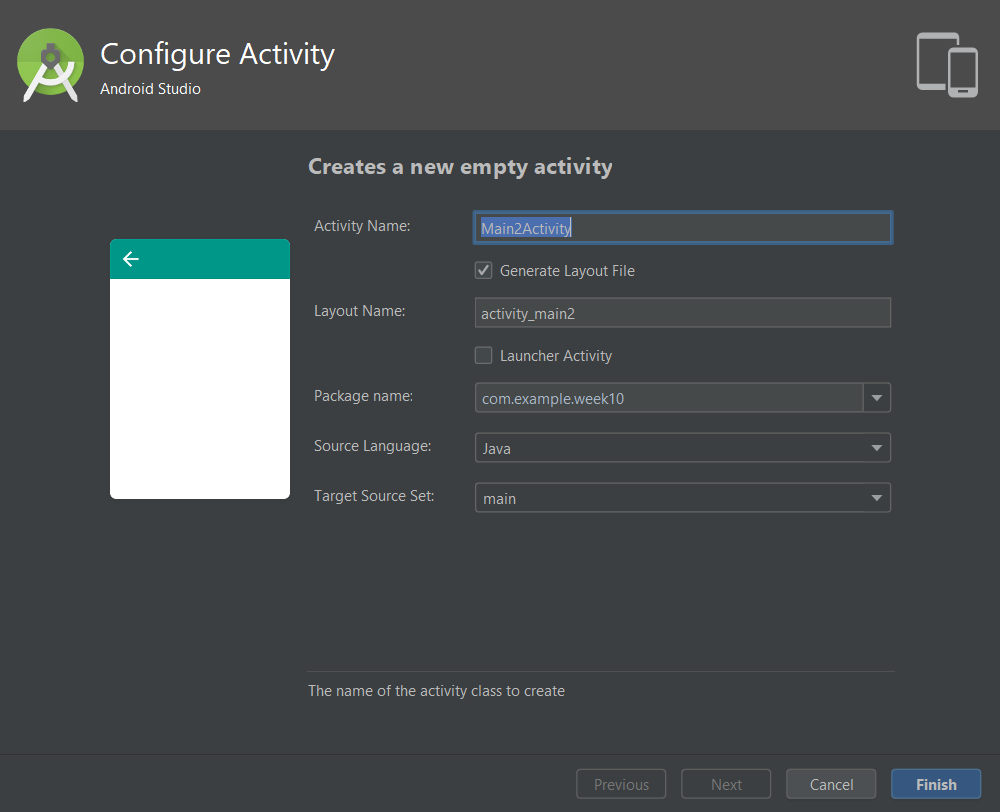 Configure Activity
Android Studio
Creates a new empty activity
Activity Name:
Main2Activity
Generate Layout File
Layout Name:
activity_main2
Launcher Activity
Package name:
com.example.week10
Source Language:
Java
Target Source Set:
main
The name of the activity class to create
Previous
Next
Cancel
Finish